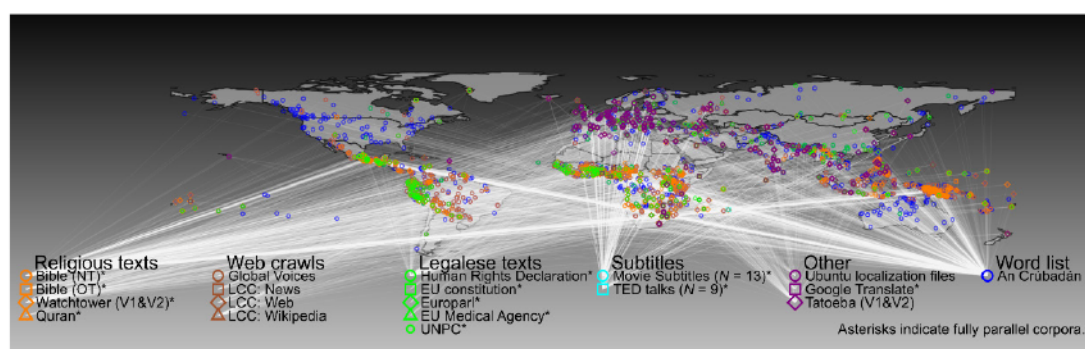 Religious texts
Bible (NT)*
Bible (OT)*
Watchtower (V1&V2)*
Quran*
Web crawls
Global Voices
LCC: News
LCC: Web
LCC: Wikipedia
Legalese texts
Human Rights Declaration*
EU constitution*
Europarl*
EU Medical Agency*
UNPC*
Subtitles
Movie Subtitles (N = 13)*
TED talks (N = 9)*
Other
Ubuntu localization files
Google Translate*
Tatoeba (V1&V2)
Word list
An Crúbadán
Asterisks indicate fully parallel corpora.